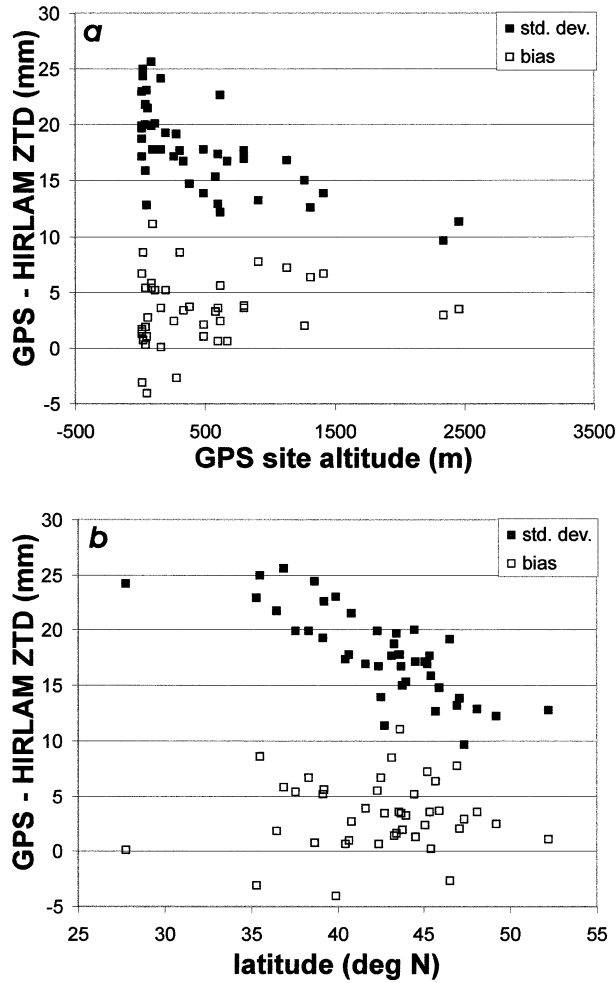 a
std. dev.
bias
GPS - HIRLAM ZTD (mm)
30
25
20
15
10
5
0
-5
-500
500
1500
2500
3500
GPS site altitude (m)
b
std. dev.
bias
GPS - HIRLAM ZTD (mm)
30
25
20
15
10
5
0
-5
25
30
35
40
45
50
55
latitude (deg N)